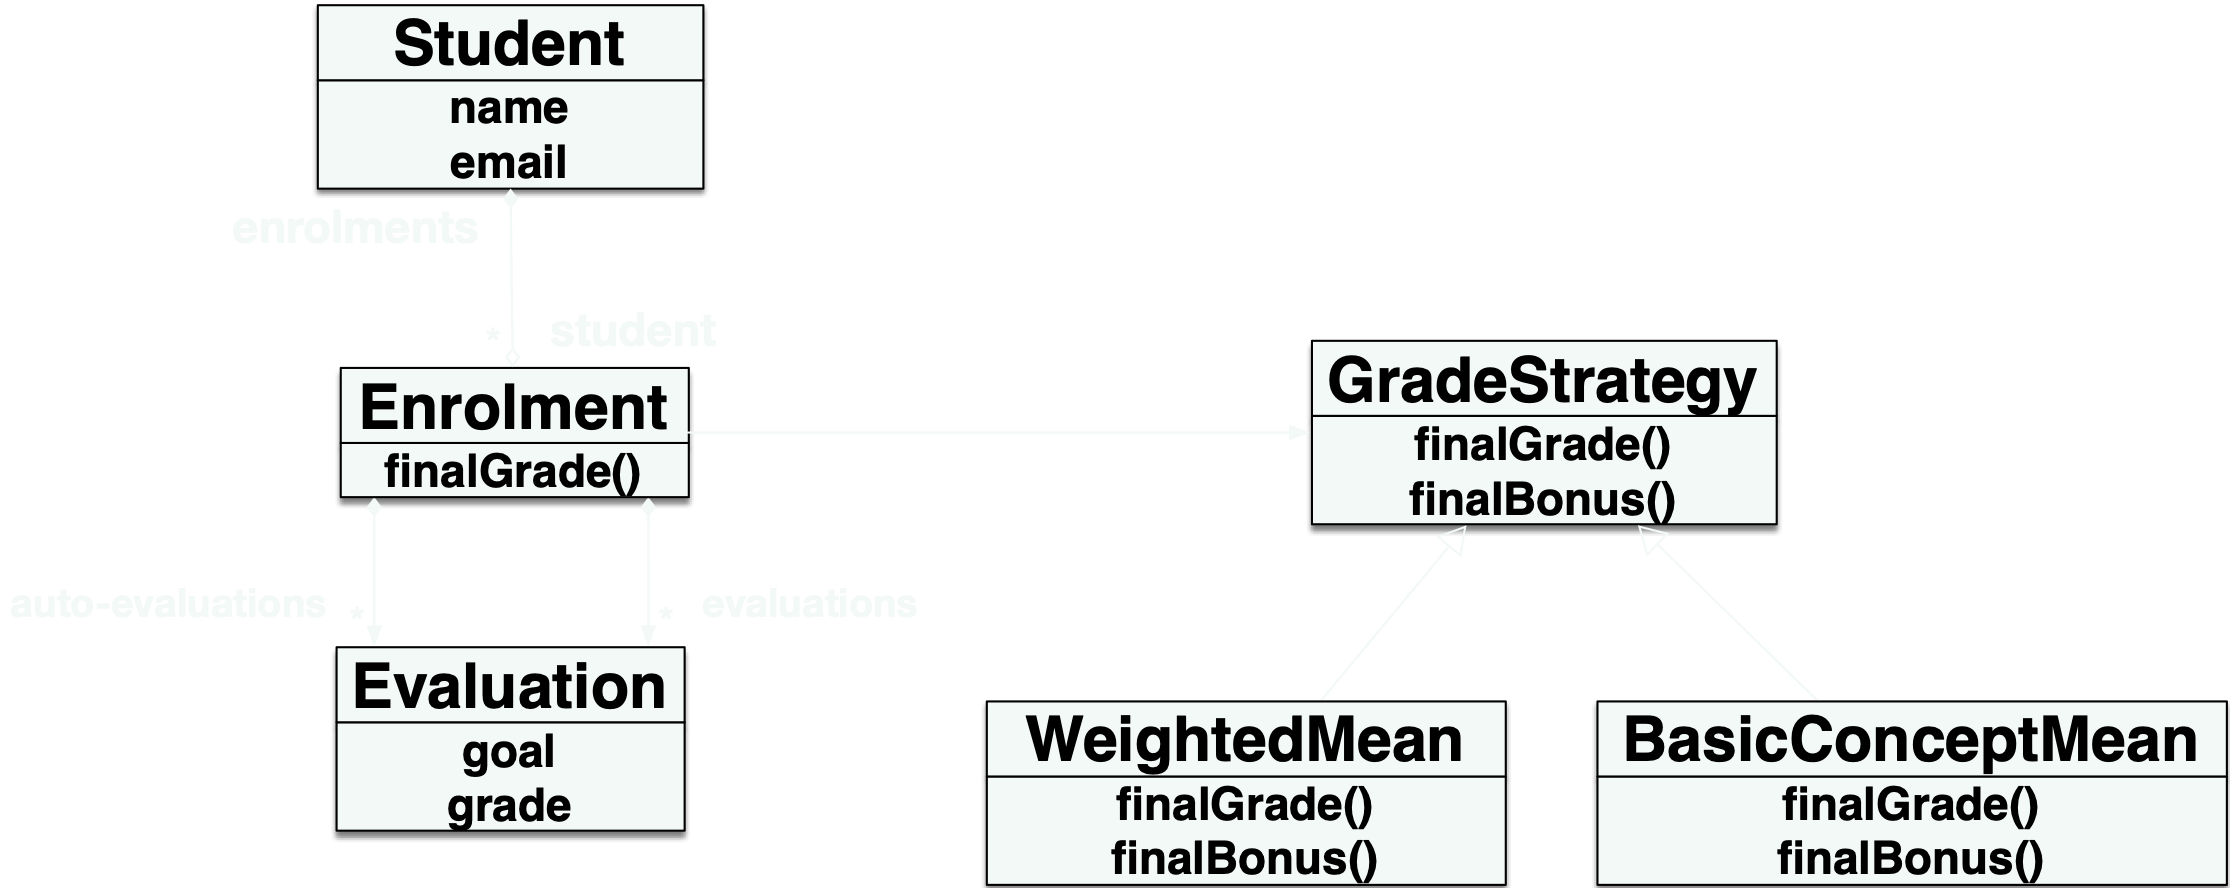 Student
name
email
enrolments
* student
Enrolment
finalGrade()
auto-evaluations * * evaluations
Evaluation
goal
grade
GradeStrategy
finalGrade()
finalBonus()
WeightedMean
finalGrade()
finalBonus()
BasicConceptMean
finalGrade()
finalBonus()